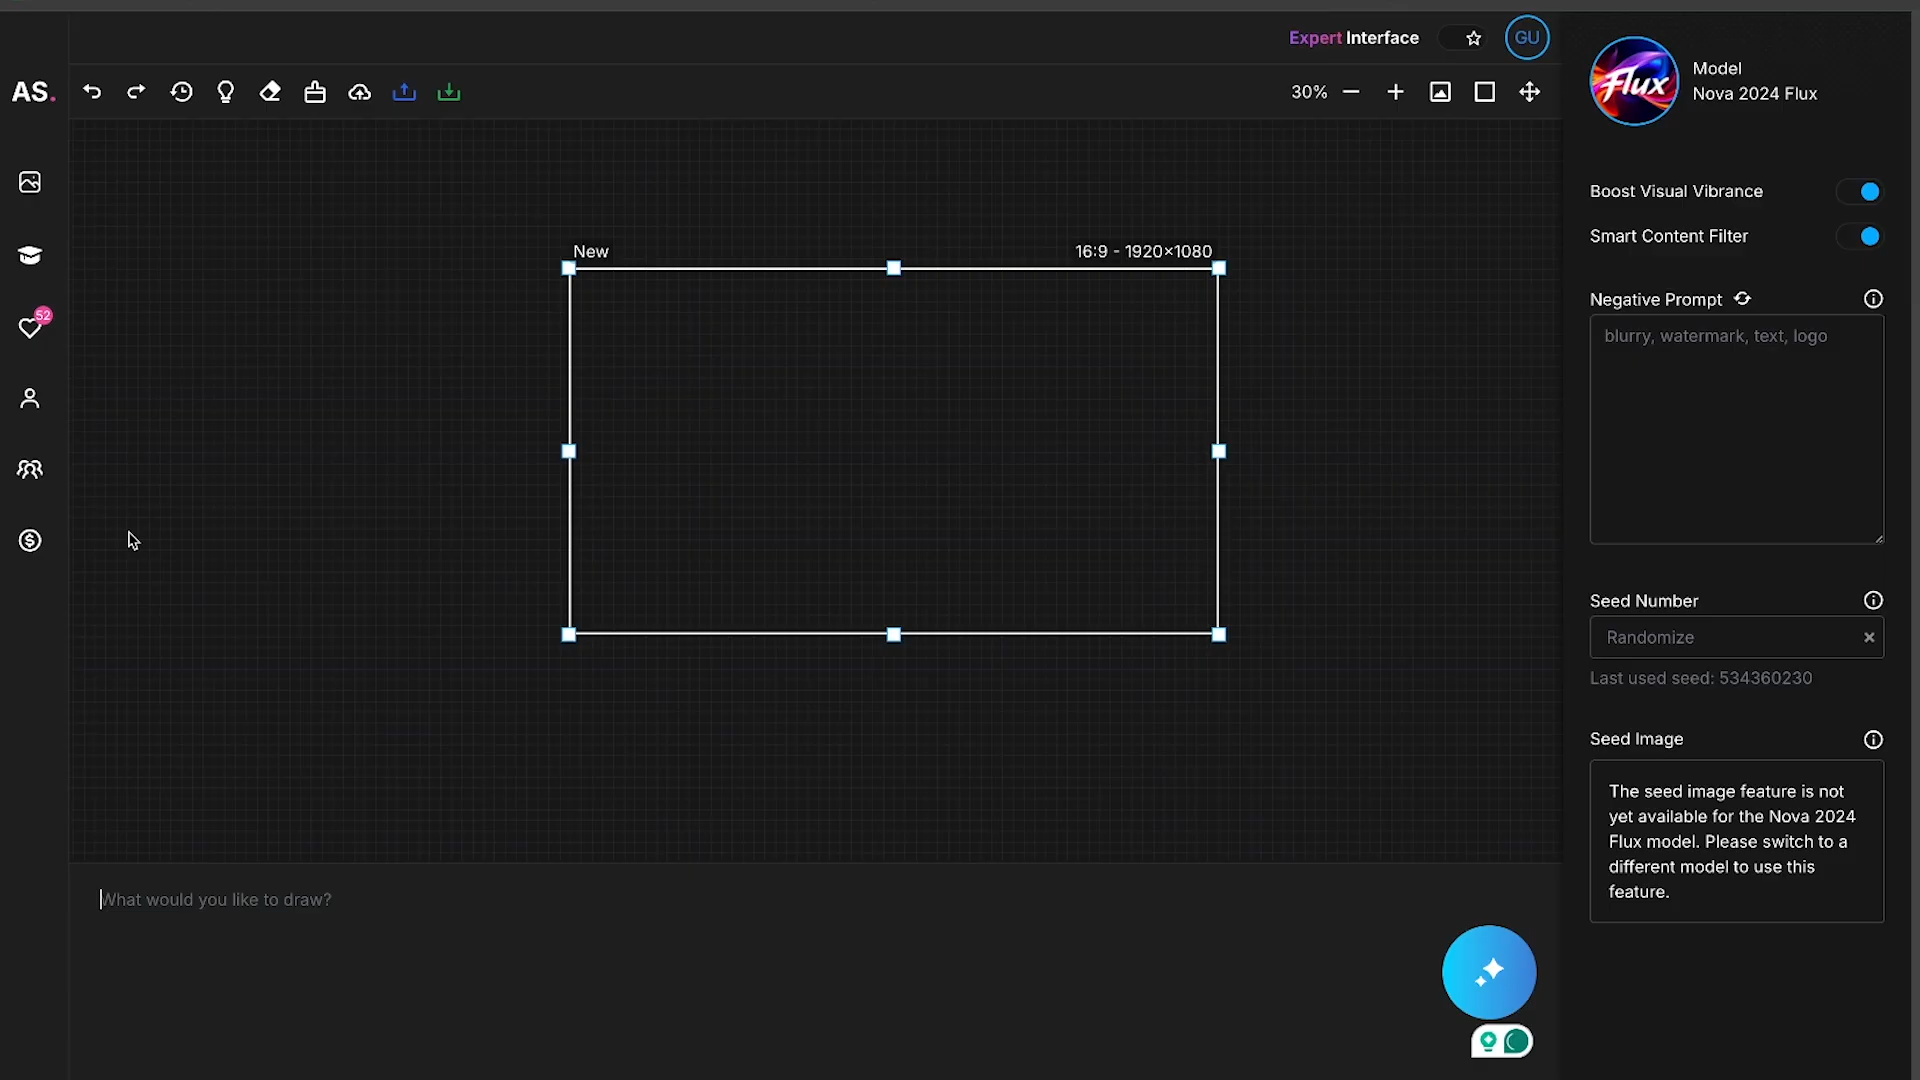 Expert Interface
GU
AS.
30%
Flux
Model
Nova 2024 Flux
Boost Visual Vibrance
Smart Content Filter
New
16:9 - 1920×1080
52
Negative Prompt
blurry, watermark, text, logo
Seed Number
Randomize
Last used seed: 534360230
Seed Image
The seed image feature is not
yet available for the Nova 2024
Flux model. Please switch to a
different model to use this
feature.
What would you like to draw?